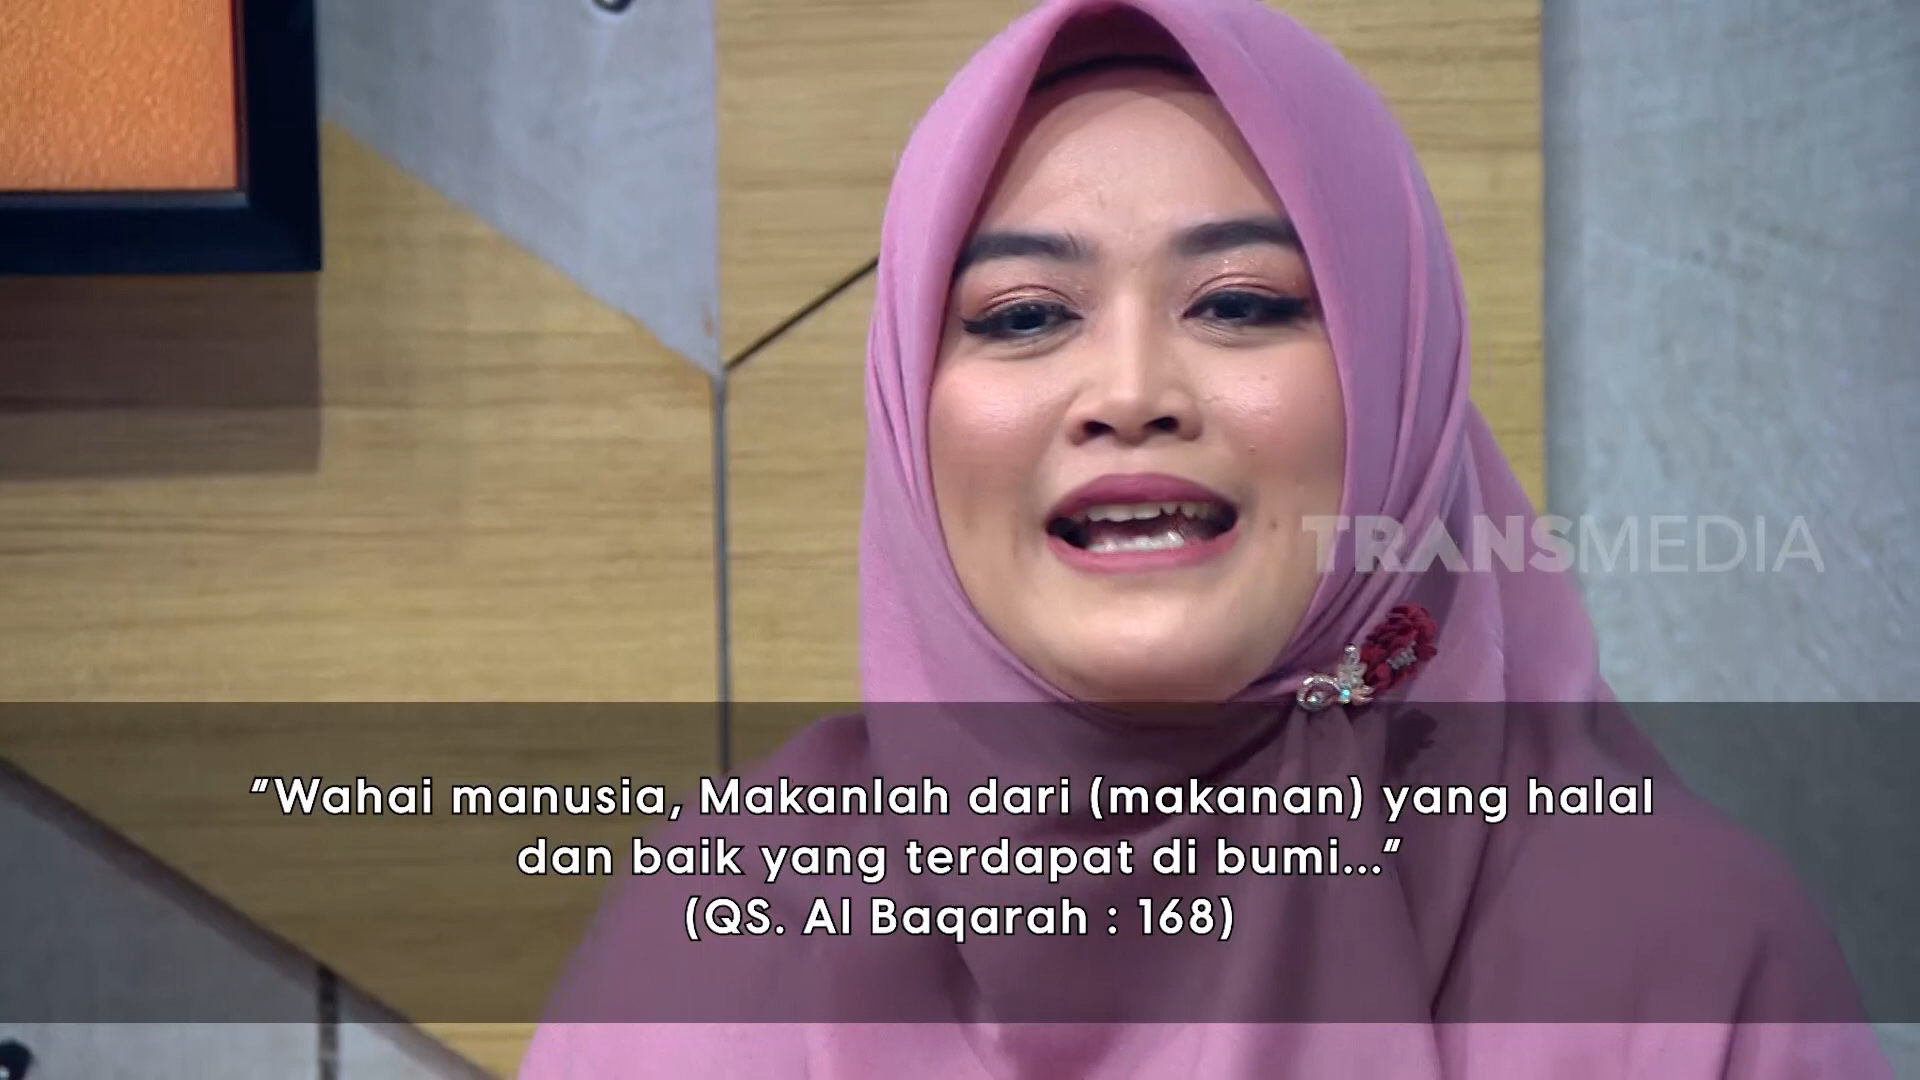 TRANSMEDIA
"Wahai manusia, Makanlah dari (makanan) yang halal
dan baik yang terdapat di bumi..."
(QS. Al Baqarah : 168)